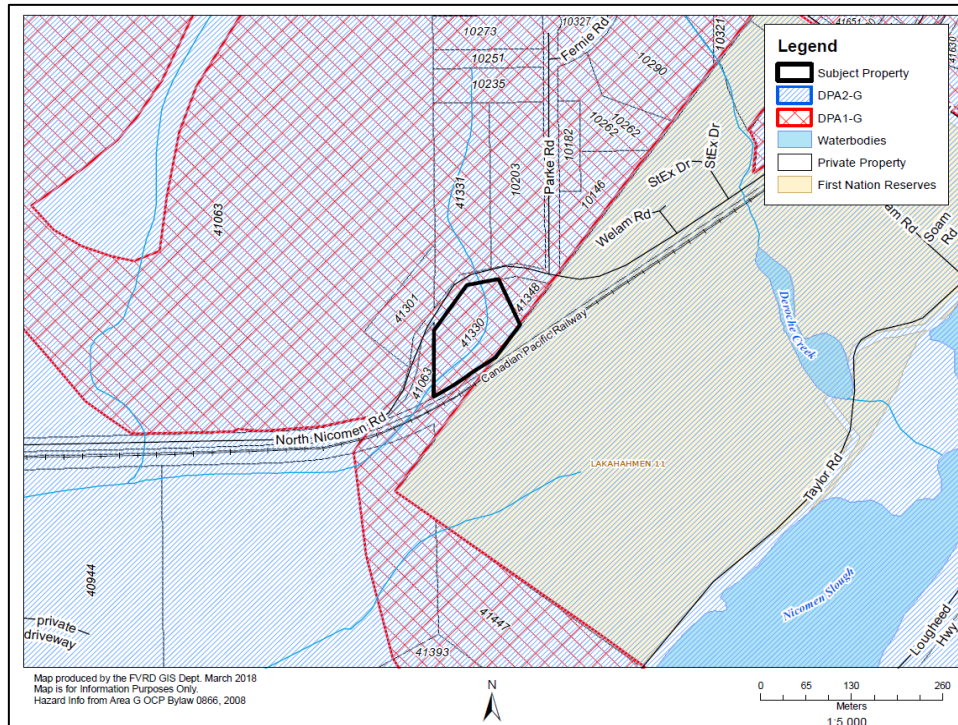 10273
10327
Fernie Rd
10321
41651
41630
10251
10290
10235
10262
10262
10182
Parke Rd
10203
41331
10146
41063
StEx Dr
StEx Dr
Welam Rd
Soam
Rd
41301
41348
41330
Canadian Pacific Railway
41063
North Nicomen Rd
Deroche Creek
LAKAHAHMEN 11
Taylor Rd
Nicomen Slough
Lougheed
Hwy
40944
private
driveway
41447
41393
Legend
Subject Property
DPA2-G
DPA1-G
Waterbodies
Private Property
First Nation Reserves
Map produced by the FVRD GIS Dept. March 2018
Map is for Information Purposes Only.
Hazard Info from Area G OCP Bylaw 0866, 2008
N
0 65 130 260
Meters
1:5 000